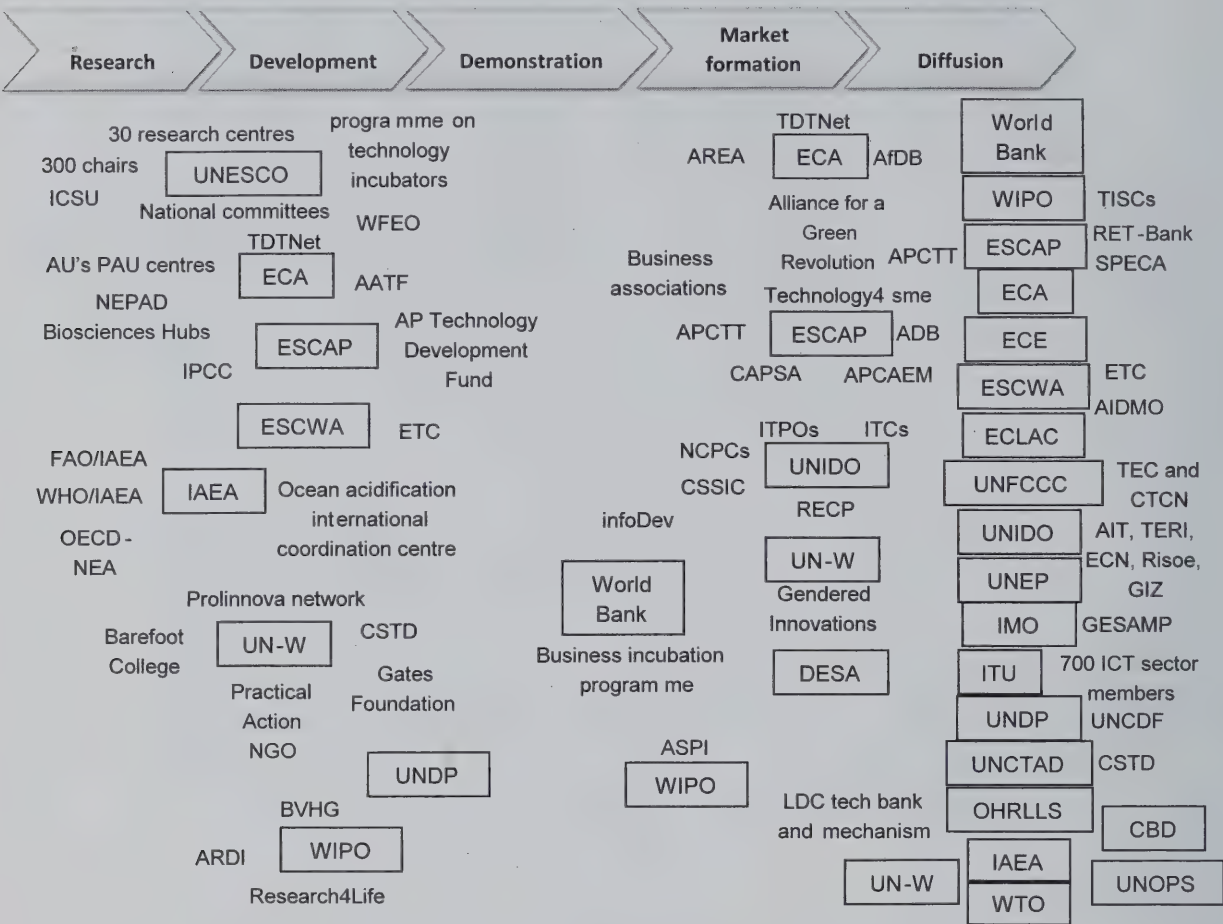 Research
Development
Demonstration
Market
formation
Diffusion
30 research centres
300 chairs
ICSU
UNESCO
National committees
progra mme on
technology
incubators
WFEO
TDTNet
AU's PAU centres
ECA
AATF
NEPAD
Biosciences Hubs
IPCC
ESCAP
AP Technology
Development
Fund
ESCWA
ETC
FAO/IAEA
WHO/IAEA
OECD -
NEA
IAEA
Ocean acidification
international
coordination centre
Prolinnova network
Barefoot
College
UN-W
CSTD
Practical
Action
NGO
Gates
Foundation
UNDP
BVHG
ARDI
WIPO
Research4Life
TDTNet
AREA
ECA
AfDB
Alliance for a
Green
Revolution
Business
associations
Technology4 sme
APCTT
ESCAP
ADB
CAPSA
APCAEM
ITPOs
ITCs
NCPCs
CSSIC
UNIDO
RECP
infoDev
World
Bank
Business incubation
program me
UN-W
Gendered
Innovations
DESA
ASPI
WIPO
World
Bank
WIPO
TISCs
APCTT
ESCAP
RET -Bank
SPECA
ECA
ECE
ESCWA
ETC
AIDMO
ECLAC
UNFCCC
TEC and
CTCN
UNIDO
UNEP
AIT, TERI,
ECN, Risoe,
GIZ
IMO
GESAMP
ITU
700 ICT sector
members
UNDP
UNCDF
UNCTAD
CSTD
LDC tech bank
and mechanism
OHRLLS
CBD
UN-W
IAEA
WTO
UNOPS